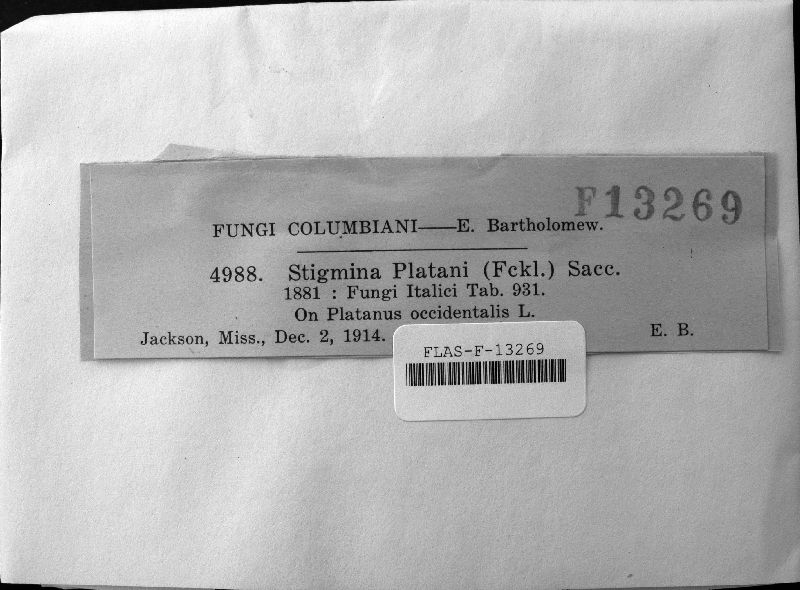 F13269
FUNGI COLUMBIANI——E. Bartholomew.
4988. Stigmina Platani (Fckl.) Sacc.
1881 : Fungi Italici Tab. 931.
On Platanus occidentalis L.
Jackson, Miss., Dec. 2, 1914. E. B.
FLAS-F-13269